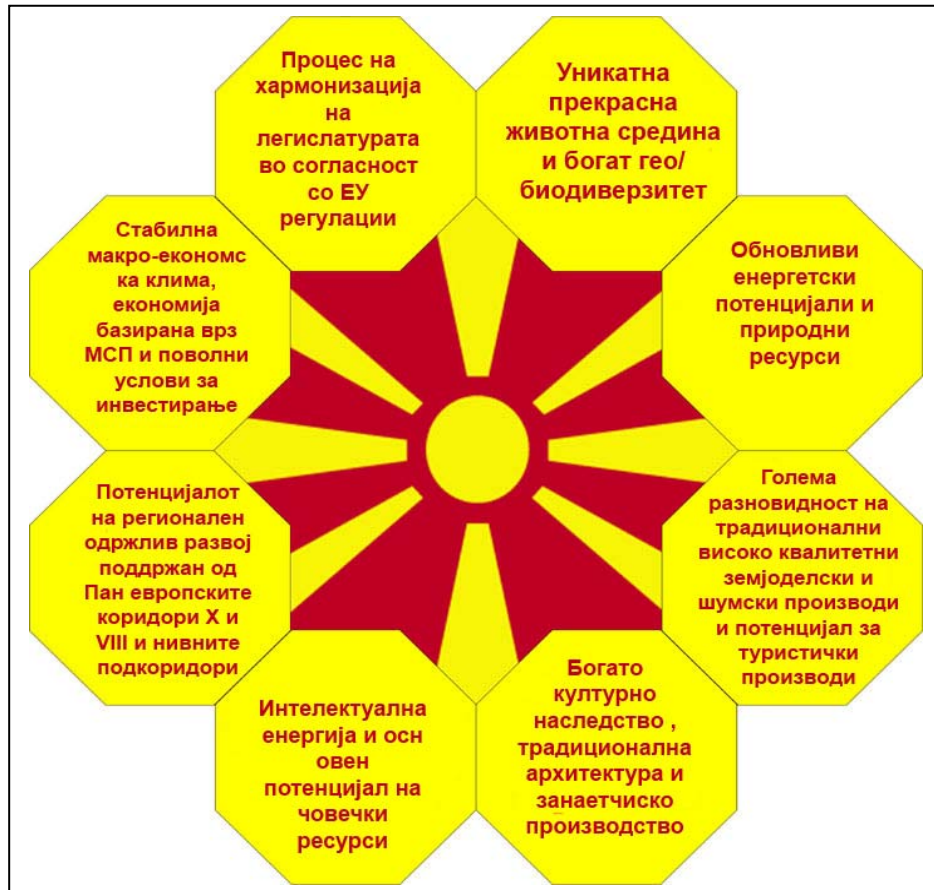 Процес на
хармонизација
на
легислатурата
во согласност
со ЕУ
регулации
Уникатна
прекрасна
животна средина
и богат гео/
биодиверзитет
Стабилна
макро-економс
ка клима,
економија
базирана врз
МСП и поволни
услови за
инвестирање
Обновливи
енергетски
потенцијали и
природни
ресурси
Потенцијалот
на регионален
одржлив развој
поддржан од
Пан европските
коридори X и
VIII и нивните
подкоридори
Голема
разновидност на
традиционални
високо квалитетни
земјоделски и
шумски производи
и потенцијал за
туристички
производи
Интелектуална
енергија и осн
овен
потенцијал на
човечки
ресурси
Богато
културно
наследство ,
традиционална
архитектура и
занаетчиско
производство